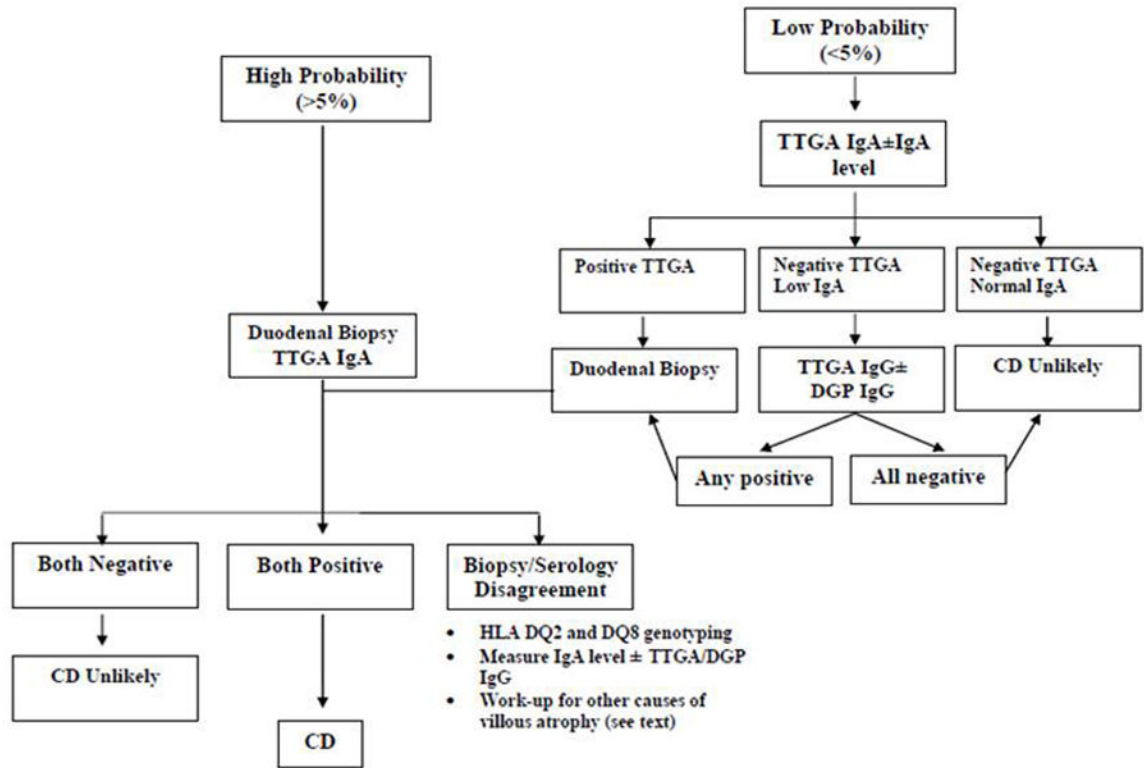 Low Probability
(<5%)
High Probability
(>5%)
TTGA IgA±IgA
level
Positive TTGA
Negative TTGA
Low IgA
Negative TTGA
Normal IgA
Duodenal Biopsy
TTGA IgA
Duodenal Biopsy
TTGA IgG±
DGP IgG
CD Unlikely
Any positive
All negative
Both Negative
Both Positive
Biopsy/Serology
Disagreement
CD Unlikely
• HLA DQ2 and DQ8 genotyping
• Measure IgA level ± TTGA/DGP
IgG
• Work-up for other causes of
villous atrophy (see text)
CD